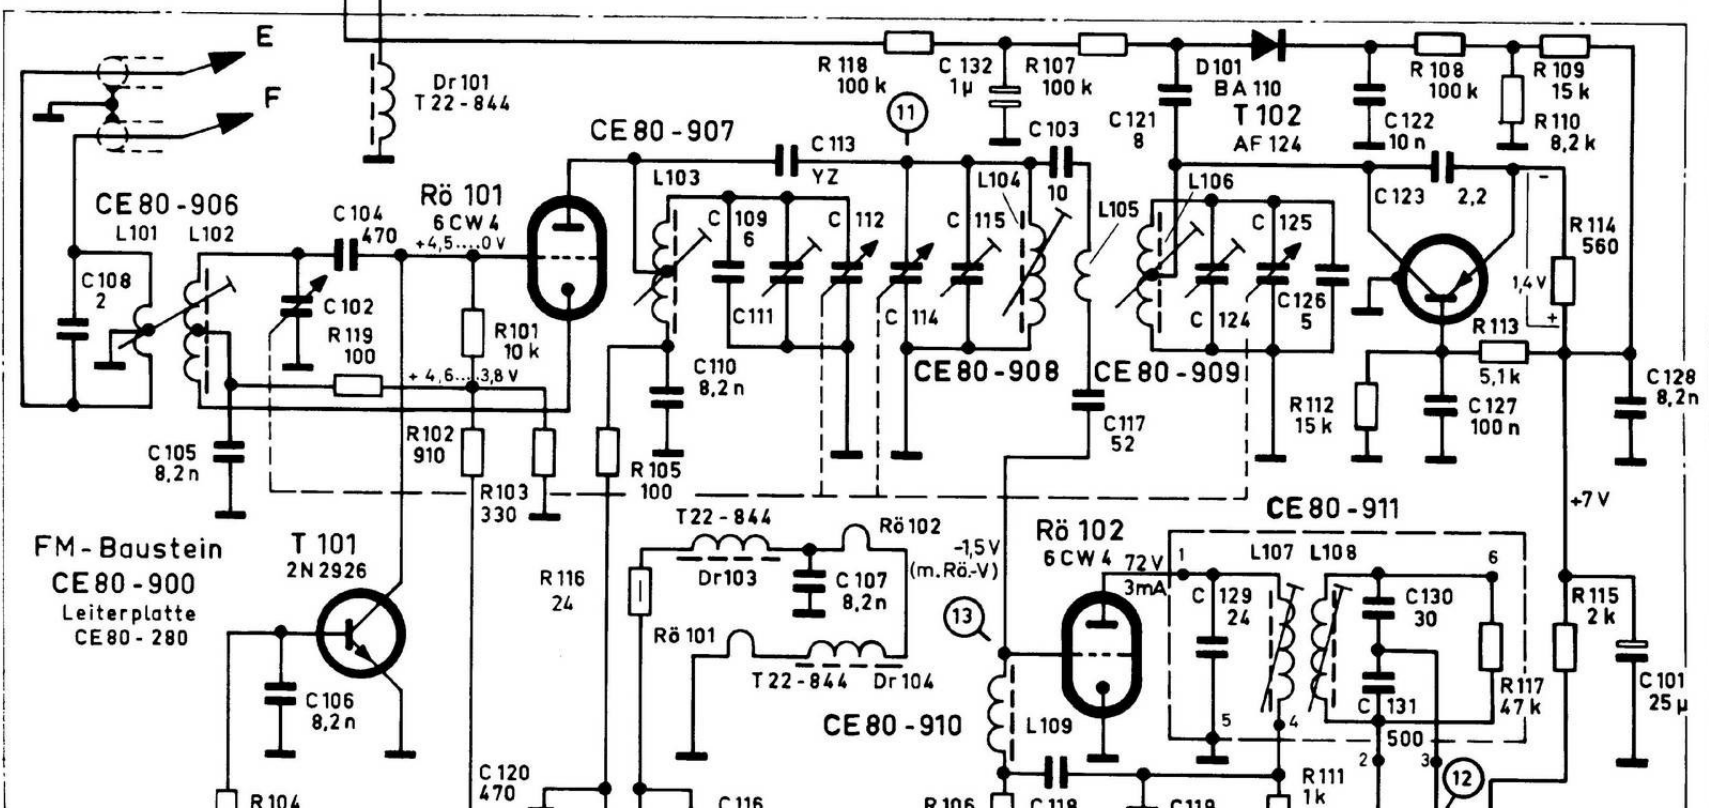 E
F
Dr 101
T 22 - 844
R 118
100 k
C 132
1 µ
R 107
100 k
D 101
BA 110
R 108
100 k
R 109
15 k
R 110
8,2 k
C 122
10 n
C 121
8
T 102
AF 124
11
CE 80 - 907
C 113
YZ
C 103
10
L 103
L 104
L 105
L 106
C 123
2,2
-
R 114
560
1,4 V
+
CE 80 - 906
L 101
L 102
C 104
470
Rö 101
6 CW 4
+4,5....0 V
C 109
6
C 112
C 115
C 125
C 108
2
C 102
R 119
100
R 101
10 k
C 111
C 114
C 124
C 126
5
+ 4,6....3,8 V
C 110
8,2 n
CE 80 - 908
CE 80 - 909
R 113
5,1 k
C 128
8,2 n
C 105
8,2 n
R 102
910
R 103
330
R 105
100
C 117
52
R 112
15 k
C 127
100 n
+7 V
FM - Baustein
CE 80 - 900
Leiterplatte
CE 80 - 280
T 101
2 N 2926
T 22 - 844
Dr 103
Rö 102
R 116
24
C 107
8,2 n
-1,5 V
(m. Rö.-V)
Rö 102
6 CW 4
72 V
3 mA
CE 80 - 911
1
L 107
L 108
6
C 129
24
C 130
30
R 115
2 k
13
Rö 101
T 22 - 844
Dr 104
C 106
8,2 n
CE 80 - 910
L 109
5
4
C 131
500
R 117
47 k
C 101
25 µ
2
3
12
C 120
470
R 111
1 k
R 104
C 116
R 106
C 118
C 119